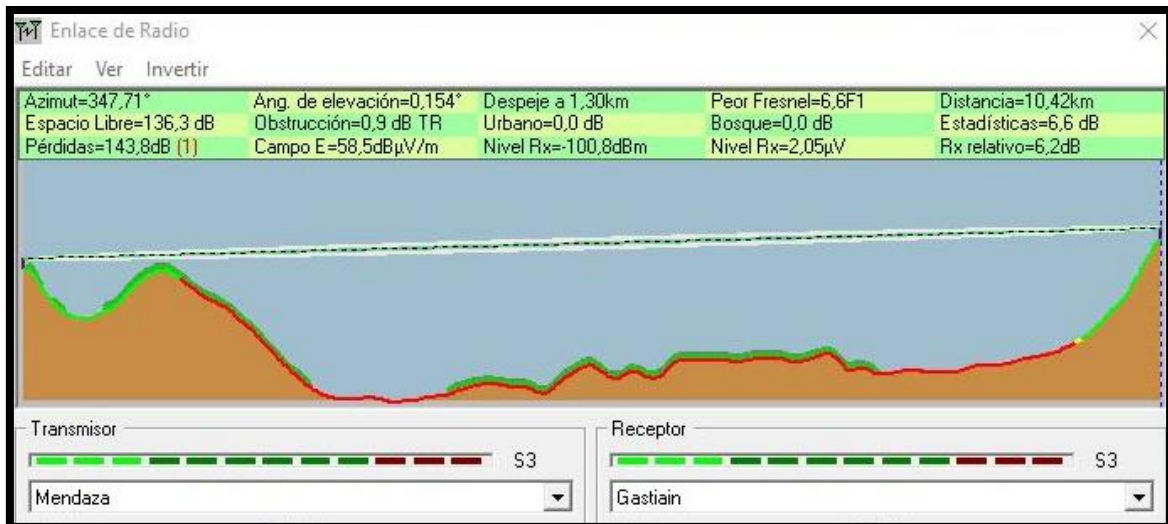 Enlace de Radio
Editar Ver Invertir
Azimut=347,71° Ang. de elevación=0,154° Despeje a 1,30km Peor Fresnel=6,6F1 Distancia=10,42km
Espacio Libre=136,3 dB Obstrucción=0,9 dB TR Urbano=0,0 dB Bosque=0,0 dB Estadísticas=6,6 dB
Pérdidas=143,8dB (1) Campo E=58,5dBµV/m Nivel Rx=-100,8dBm Nivel Rx=2,05µV Rx relativo=6,2dB
Transmisor Receptor
S3 S3
Mendaza Gastiain